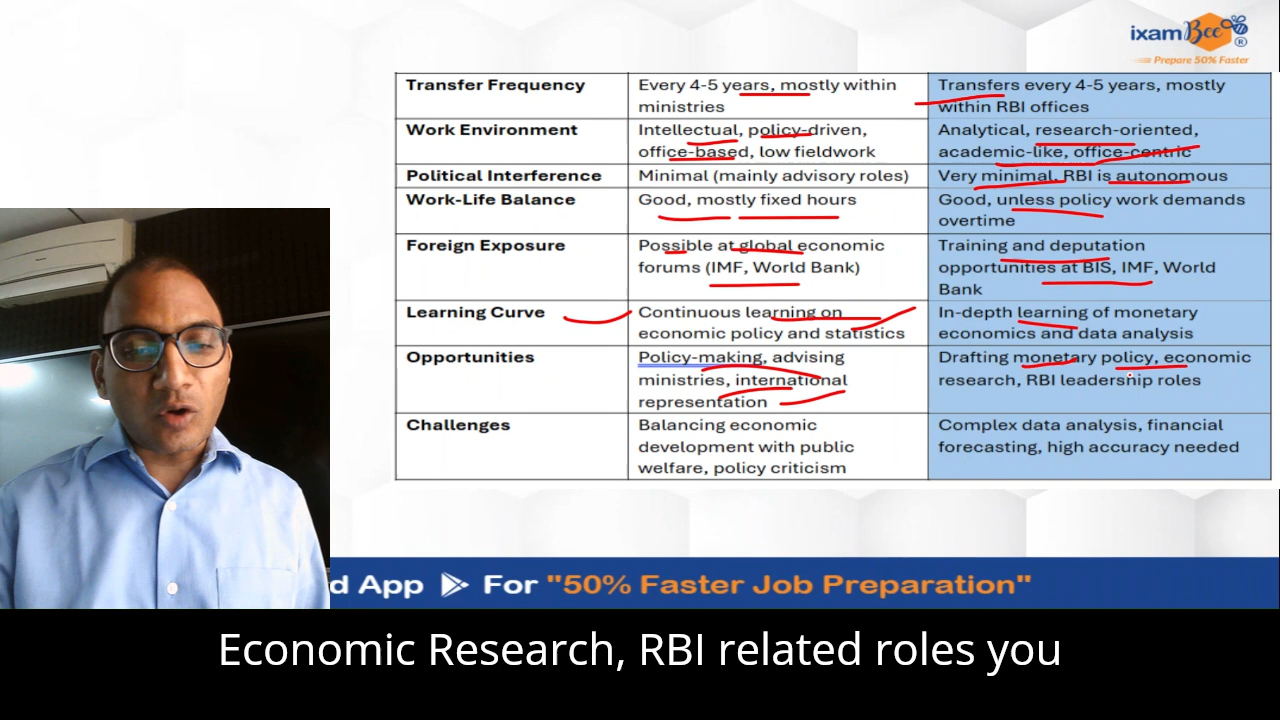 ixamBee
®
Prepare 50% Faster
Transfer Frequency
Every 4-5 years, mostly within
ministries
Transfers every 4-5 years, mostly
within RBI offices
Work Environment
Intellectual, policy-driven,
office-based, low fieldwork
Analytical, research-oriented,
academic-like, office-centric
Political Interference
Minimal (mainly advisory roles)
Very minimal, RBI is autonomous
Work-Life Balance
Good, mostly fixed hours
Good, unless policy work demands
overtime
Foreign Exposure
Possible at global economic
forums (IMF, World Bank)
Training and deputation
opportunities at BIS, IMF, World
Bank
Learning Curve
Continuous learning on
economic policy and statistics
In-depth learning of monetary
economics and data analysis
Opportunities
Policy-making, advising
ministries, international
representation
Drafting monetary policy, economic
research, RBI leadership roles
Challenges
Balancing economic
development with public
welfare, policy criticism
Complex data analysis, financial
forecasting, high accuracy needed
d App For "50% Faster Job Preparation"
Economic Research, RBI related roles you